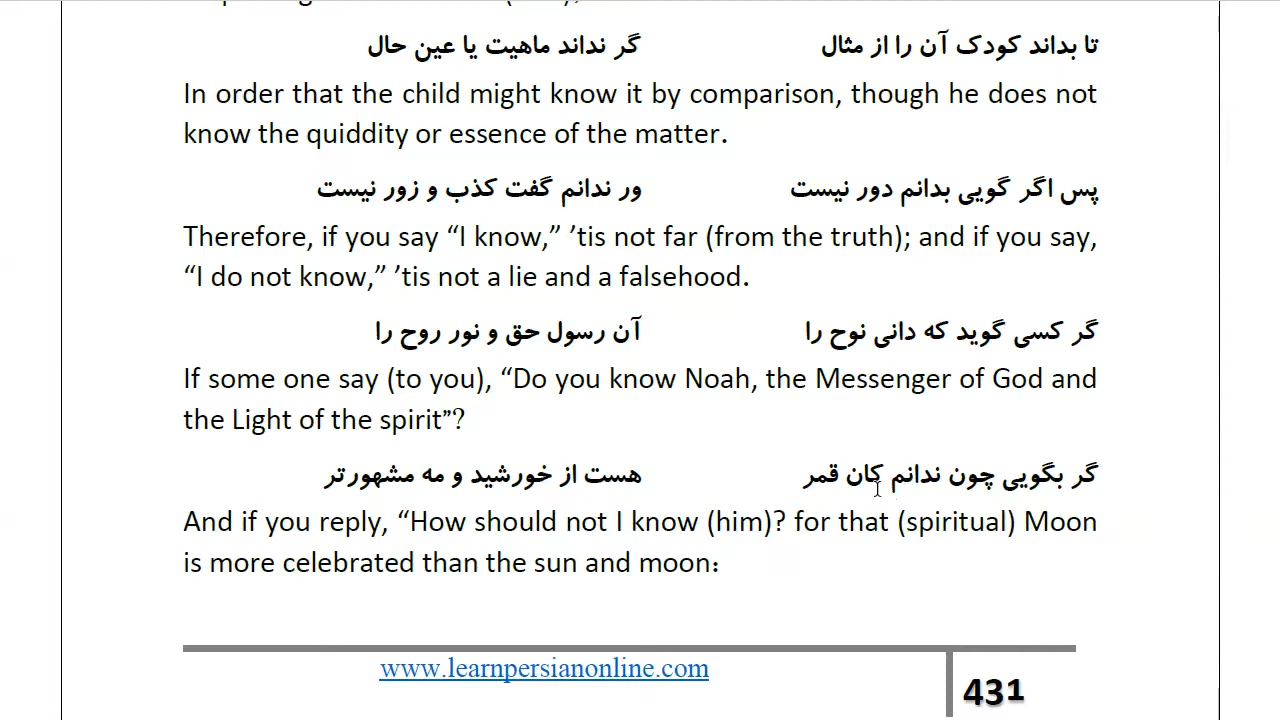 تا بداند کودک آن را از مثال گر نداند ماهیت یا عین حال
In order that the child might know it by comparison, though he does not
know the quiddity or essence of the matter.
پس اگر گویی بدانم دور نیست ور ندانم گفت کذب و زور نیست
Therefore, if you say “I know,” ’tis not far (from the truth); and if you say,
“I do not know,” ’tis not a lie and a falsehood.
گر کسی گوید که دانی نوح را آن رسول حق و نور روح را
If some one say (to you), “Do you know Noah, the Messenger of God and
the Light of the spirit”?
گر بگویی چون ندانم کان قمر هست از خورشید و مه مشهورتر
And if you reply, “How should not I know (him)? for that (spiritual) Moon
is more celebrated than the sun and moon:
www.learnpersianonline.com
431